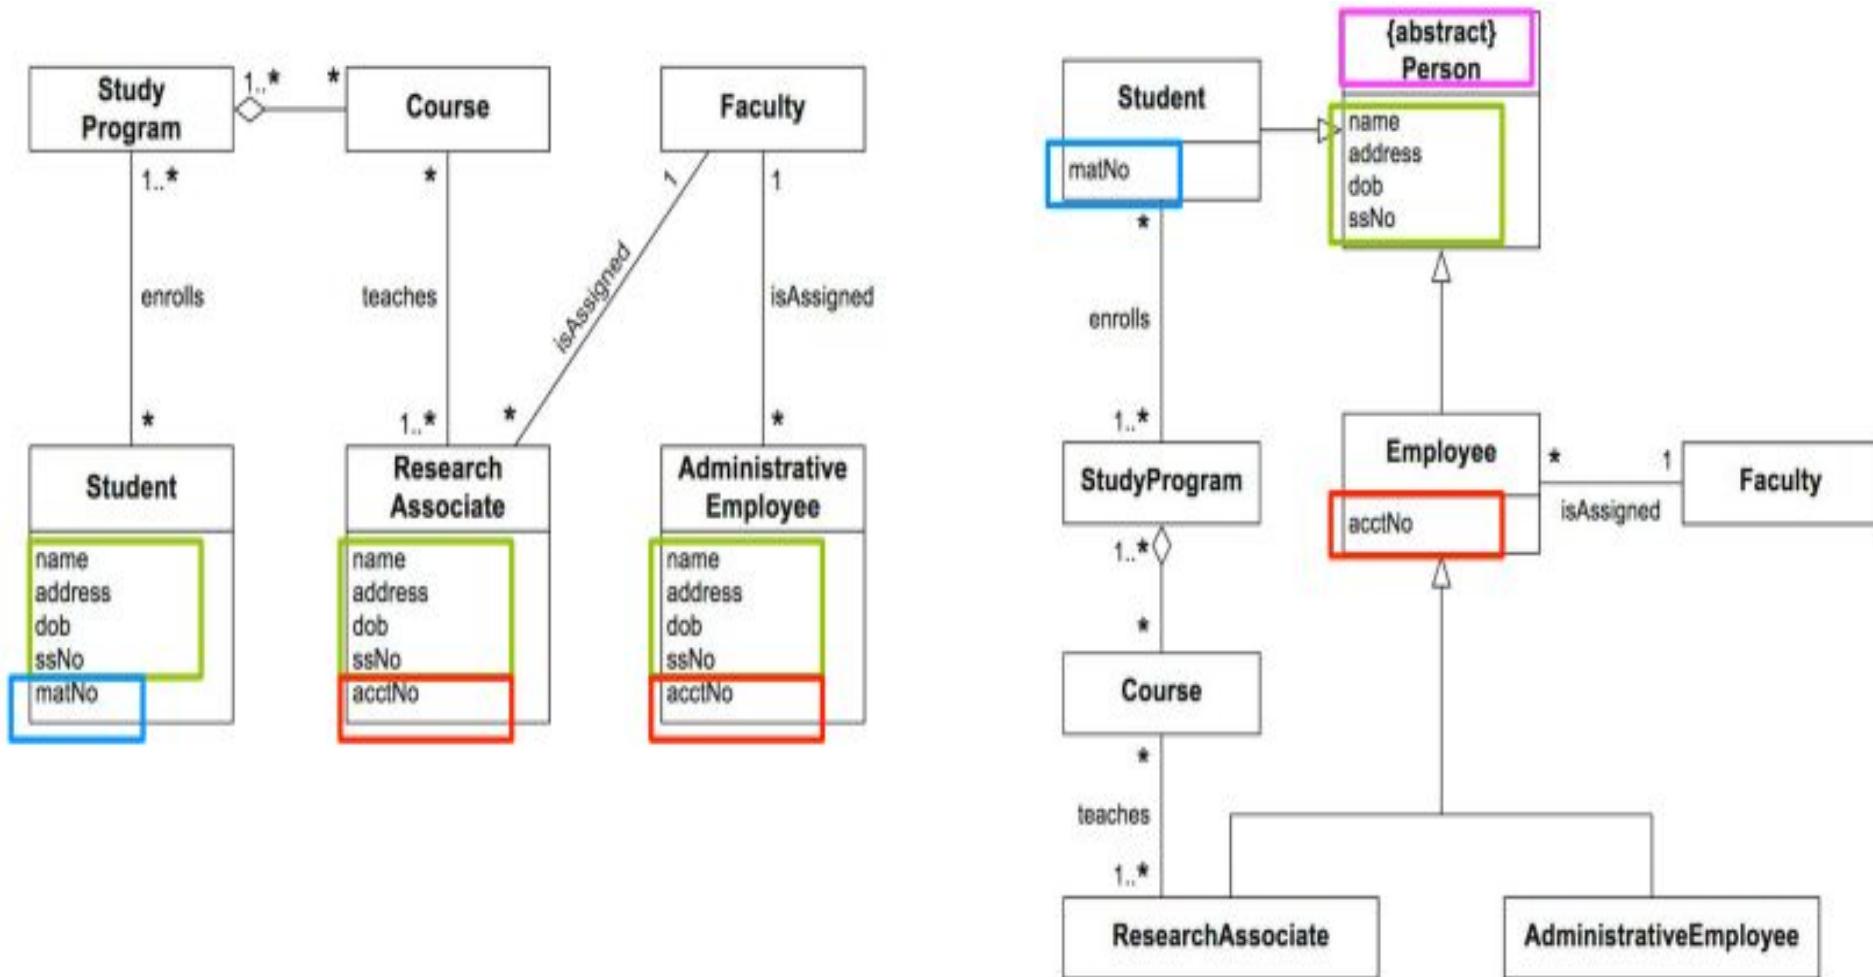 Study
Program
1..*
*
Course
Faculty
1..*
*
1
1
enrolls
teaches
isAssigned
isAssigned
*
1..*
*
*
Student
name
address
dob
ssNo
matNo
Research
Associate
name
address
dob
ssNo
acctNo
Administrative
Employee
name
address
dob
ssNo
acctNo
{abstract}
Person
name
address
dob
ssNo
Student
matNo
*
enrolls
1..*
StudyProgram
1..*
*
Course
*
teaches
1..*
Employee
acctNo
*
1
isAssigned
Faculty
ResearchAssociate
AdministrativeEmployee